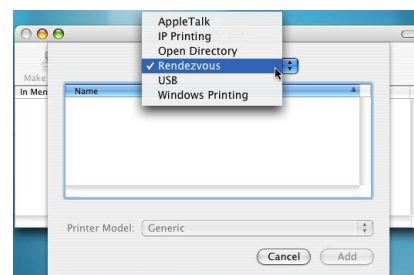 AppleTalk
IP Printing
Open Directory
✓ Rendezvous
USB
Windows Printing
Make
In Men
Name
Printer Model: Generic
Cancel Add